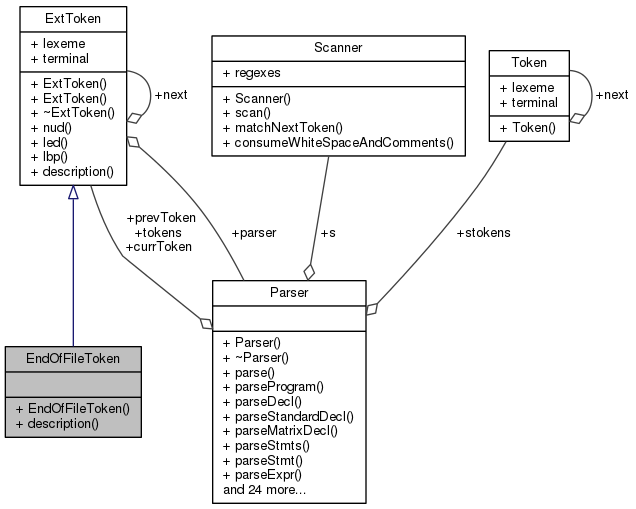 ExtToken
+ lexeme
+ terminal
+ ExtToken()
+ ExtToken()
+ ~ExtToken()
+ nud()
+ led()
+ lbp()
+ description()
+next
Scanner
+ regexes
+ Scanner()
+ scan()
+ matchNextToken()
+ consumeWhiteSpaceAndComments()
Token
+ lexeme
+ terminal
+ Token()
+next
+prevToken
+tokens
+currToken
+parser
+s
+stokens
EndOfFileToken
+ EndOfFileToken()
+ description()
Parser
+ Parser()
+ ~Parser()
+ parse()
+ parseProgram()
+ parseDecl()
+ parseStandardDecl()
+ parseMatrixDecl()
+ parseStmts()
+ parseStmt()
+ parseExpr()
and 24 more...